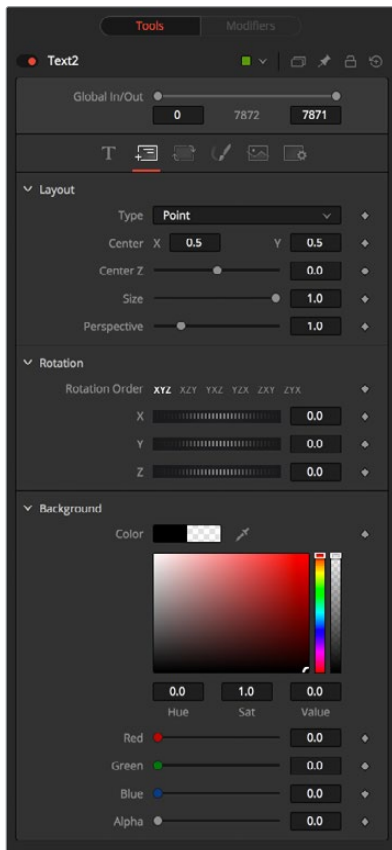 Tools Modifiers
Text2
Global In/Out
0 7872 7871
T
Layout
Type Point
Center X 0.5 Y 0.5
Center Z 0.0
Size 1.0
Perspective 1.0
Rotation
Rotation Order XYZ XZY YXZ YZX ZXY ZYX
X 0.0
Y 0.0
Z 0.0
Background
Color
0.0 1.0 0.0
Hue Sat Value
Red 0.0
Green 0.0
Blue 0.0
Alpha 0.0